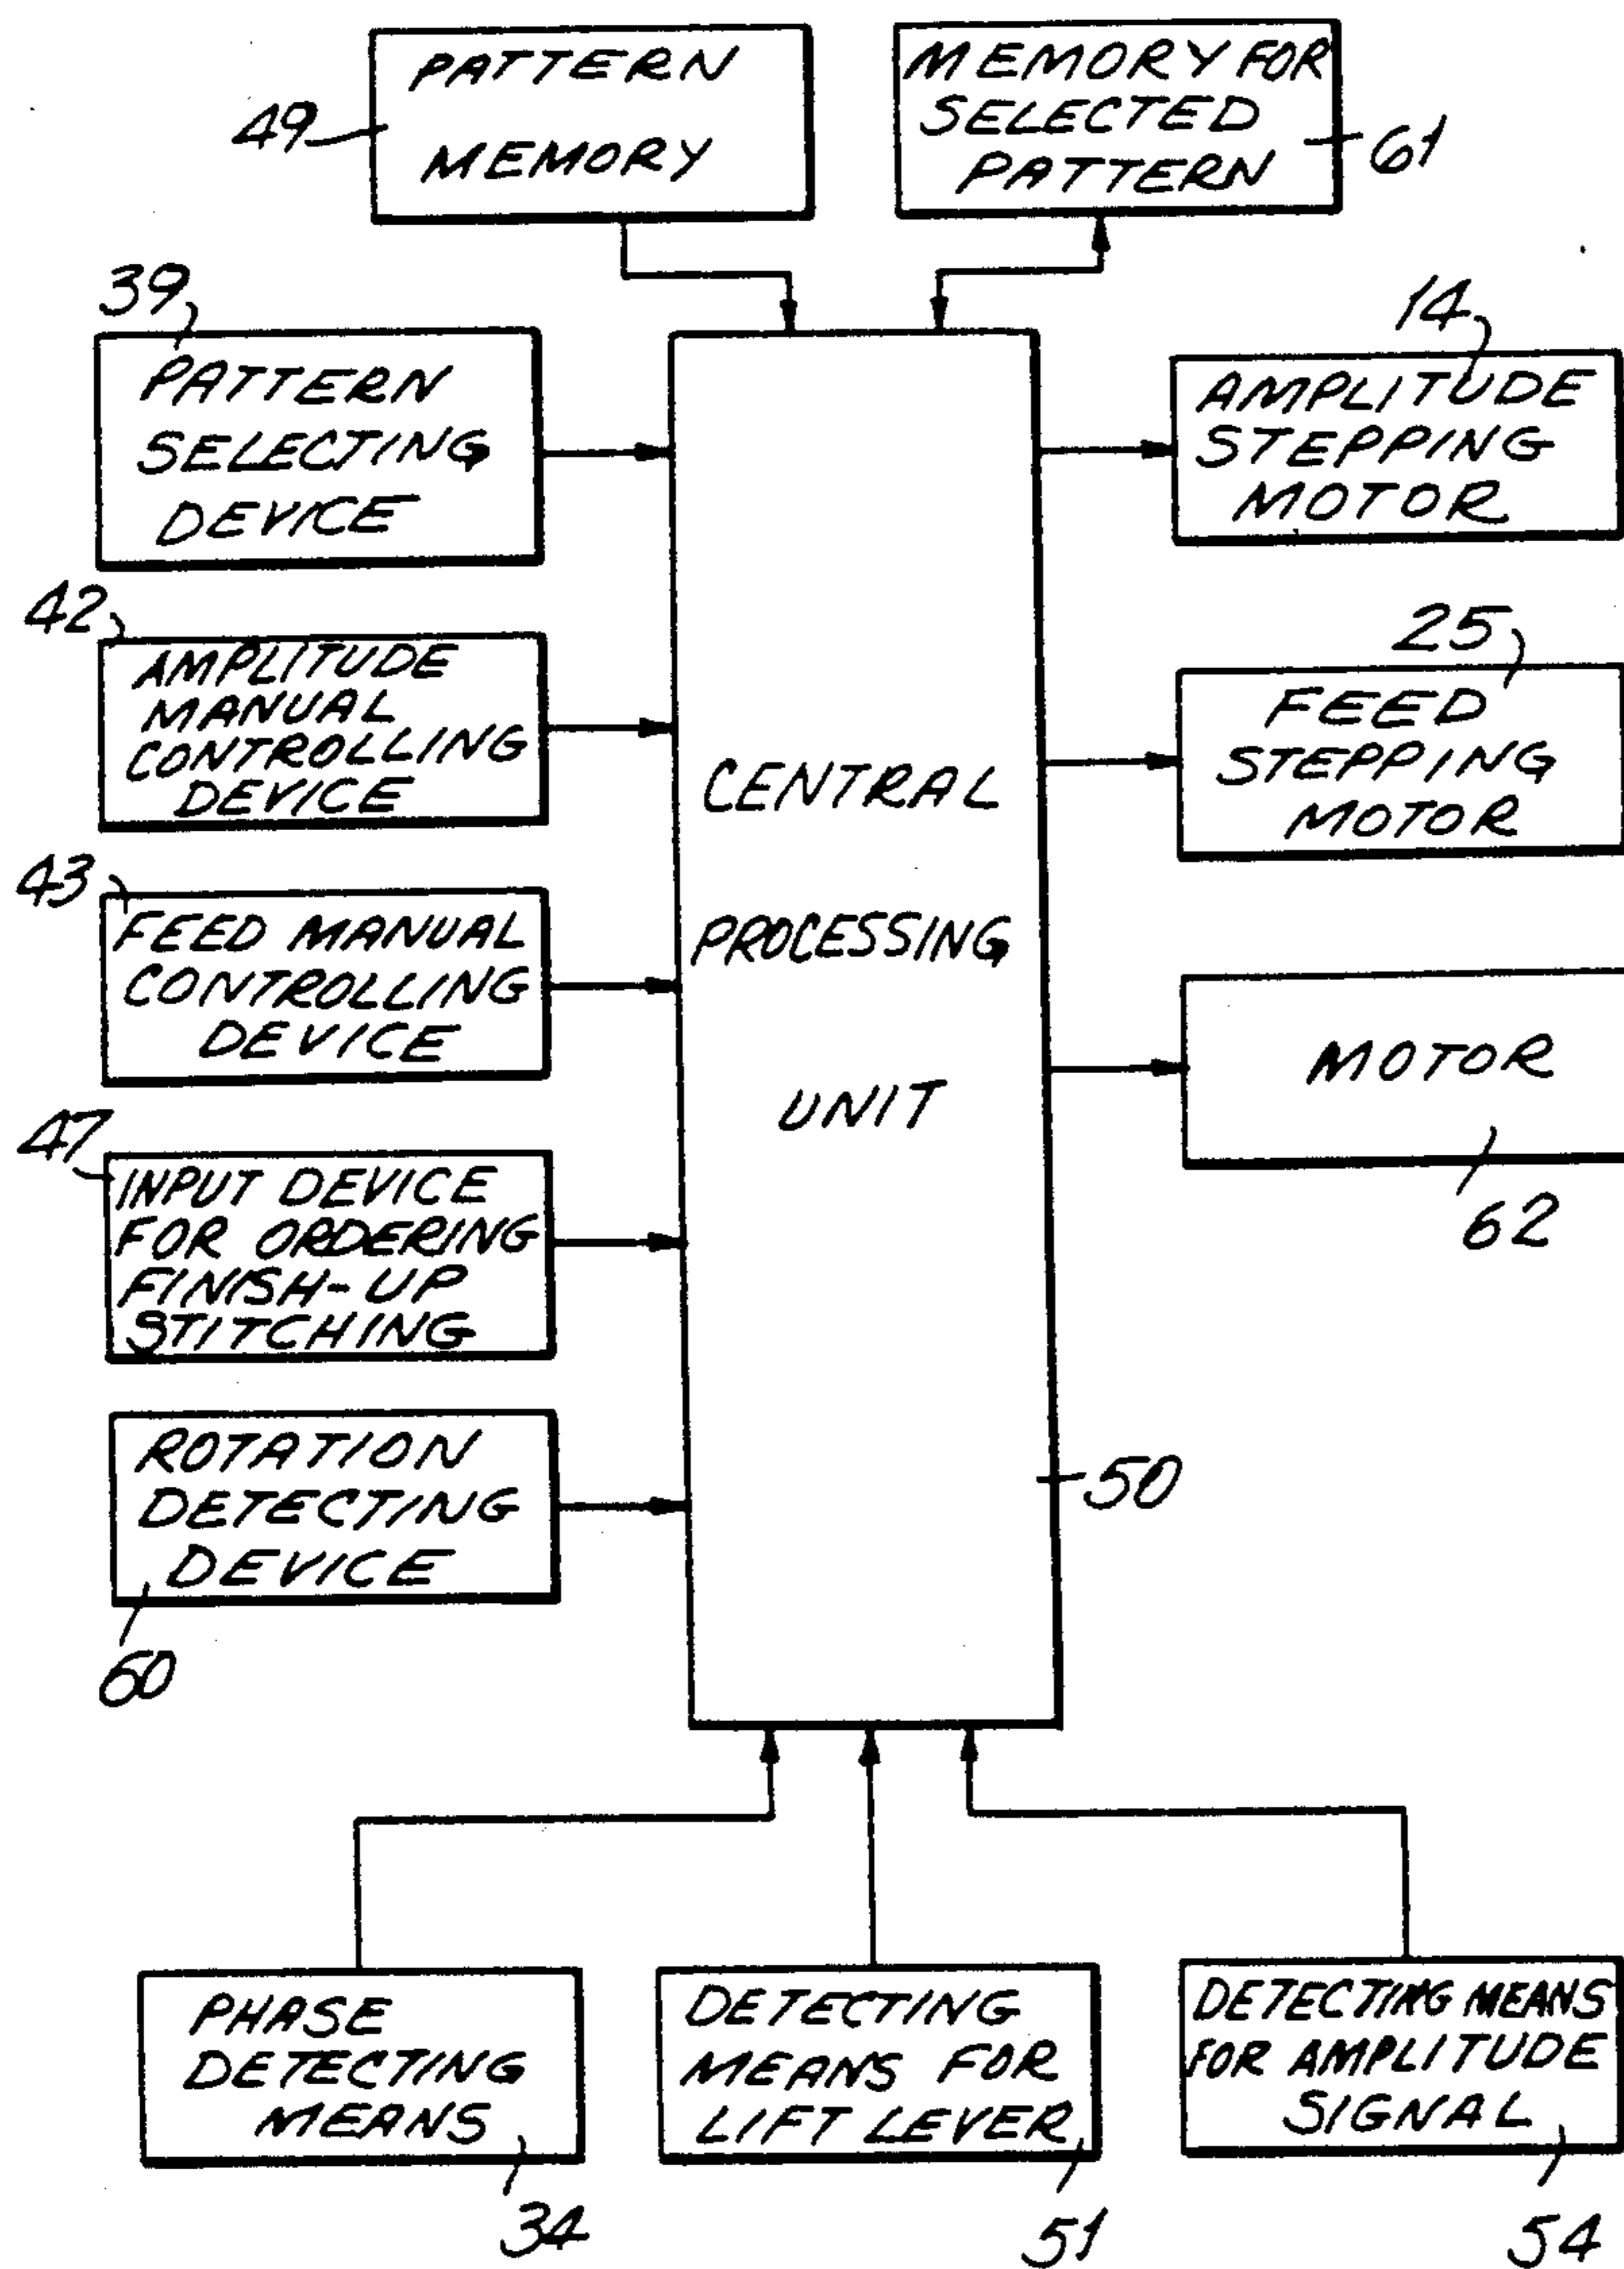 PATTERN
MEMORY
49
MEMORY FOR
SELECTED
PATTERN
61
39
PATTERN
SELECTING
DEVICE
14
AMPLITUDE
STEPPING
MOTOR
42
AMPLITUDE
MANUAL
CONTROLLING
DEVICE
25
FEED
STEPPING
MOTOR
CENTRAL
PROCESSING
UNIT
50
43
FEED MANUAL
CONTROLLING
DEVICE
MOTOR
62
47
INPUT DEVICE
FOR ORDERING
FINISH-UP
STITCHING
ROTATION
DETECTING
DEVICE
60
PHASE
DETECTING
MEANS
34
DETECTING
MEANS FOR
LIFT LEVER
51
DETECTING MEANS
FOR AMPLITUDE
SIGNAL
54